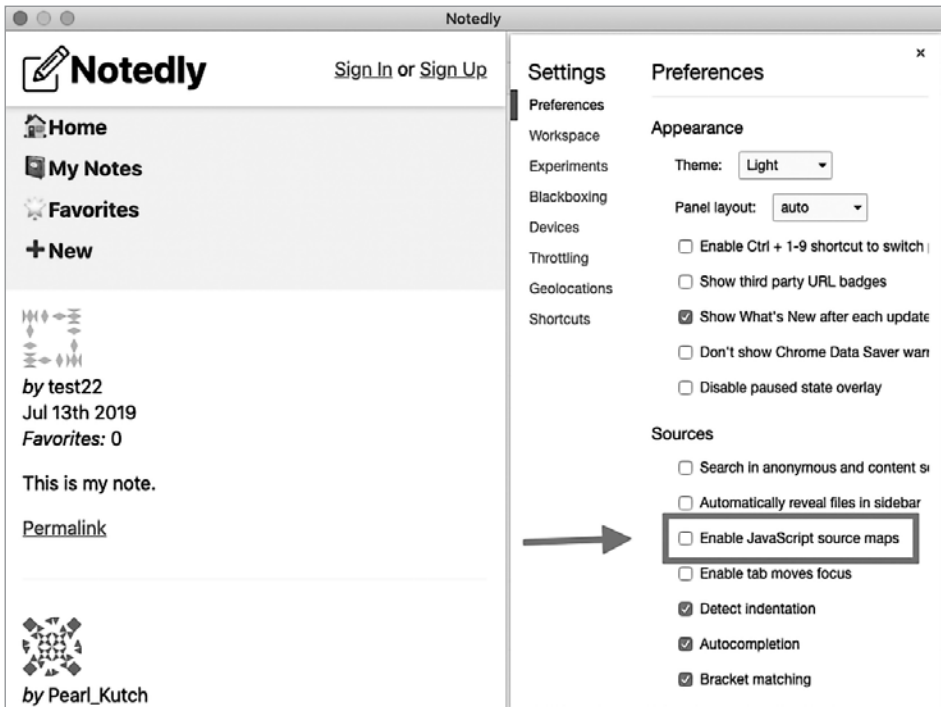 Notedly
Notedly
Sign In or Sign Up
Home
My Notes
Favorites
New
by test22
Jul 13th 2019
Favorites: 0
This is my note.
Permalink
by Pearl_Kutch
×
Settings
Preferences
Workspace
Experiments
Blackboxing
Devices
Throttling
Geolocations
Shortcuts
Preferences
Appearance
Theme: Light
Panel layout: auto
Enable Ctrl + 1-9 shortcut to switch
Show third party URL badges
Show What's New after each update
Don't show Chrome Data Saver warn
Disable paused state overlay
Sources
Search in anonymous and content s
Automatically reveal files in sidebar
Enable JavaScript source maps
Enable tab moves focus
Detect indentation
Autocompletion
Bracket matching